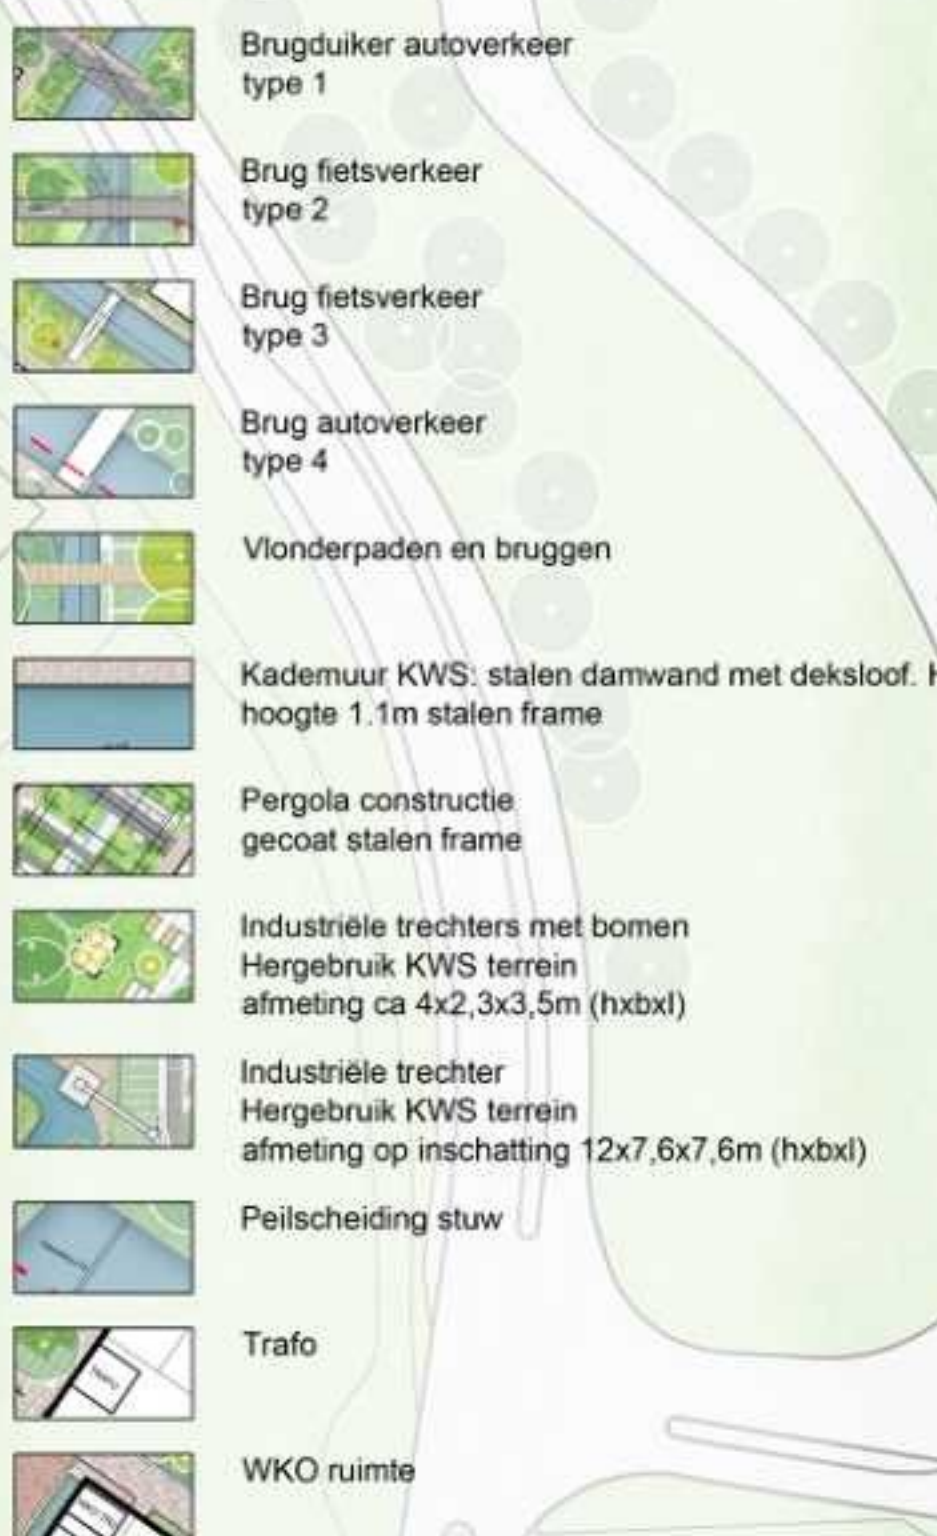 Brugduiker autoverkeer
type 1
Brug fietsverkeer
type 2
Brug fietsverkeer
type 3
Brug autoverkeer
type 4
Vlonderpaden en bruggen
Kademuur KWS: stalen damwand met deksloof. H
hoogte 1.1m stalen frame
Pergola constructie
gecoat stalen frame
Industriële trechters met bomen
Hergebruik KWS terrein
afmeting ca 4x2,3x3,5m (hxbxl)
Industriële trechter
Hergebruik KWS terrein
afmeting op inschatting 12x7,6x7,6m (hxbxl)
Peilscheiding stuw
Trafo
WKO ruimte